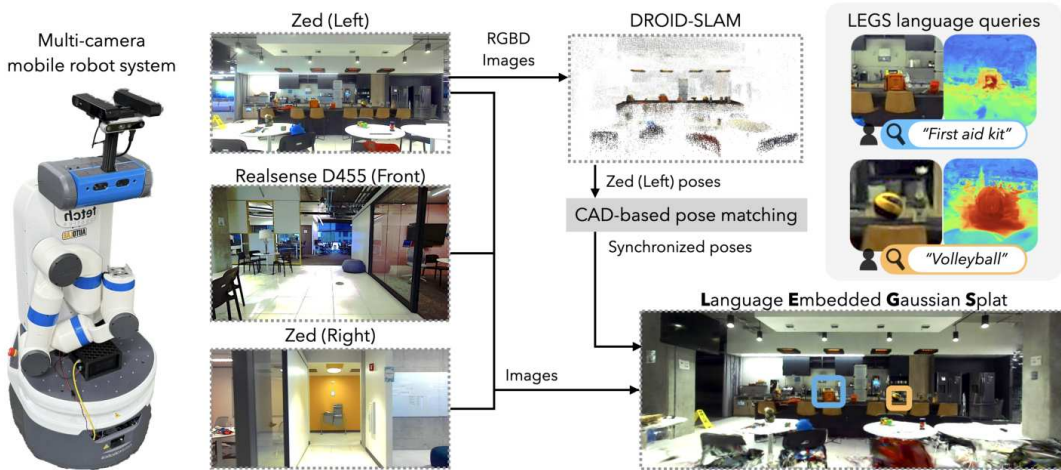 Multi-camera
mobile robot system
fetch
AUTOLAB
Zed (Left)
Realsense D455 (Front)
Zed (Right)
RGBD
Images
DROID-SLAM
Zed (Left) poses
CAD-based pose matching
Synchronized poses
Images
LEGS language queries
"First aid kit"
"Volleyball"
Language Embedded Gaussian Splat